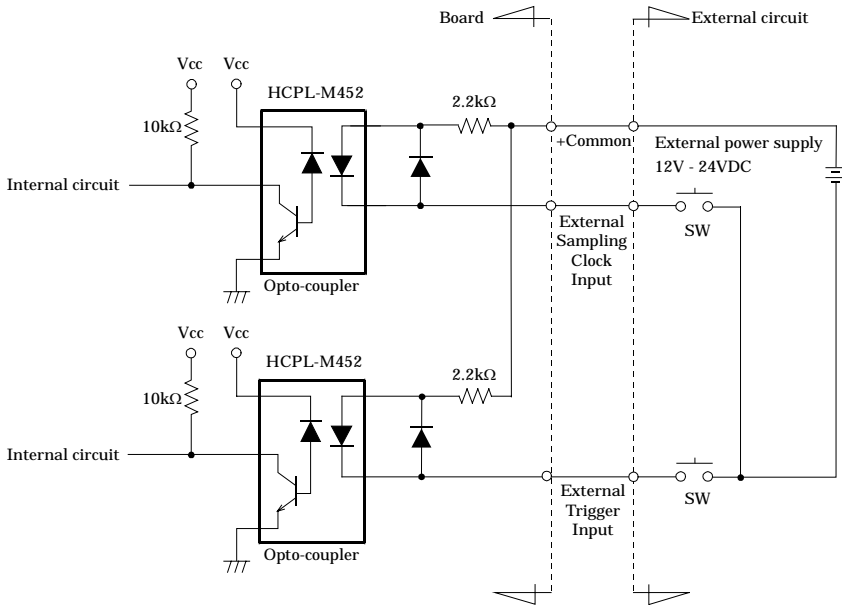 Board
External circuit
Vcc
Vcc
HCPL-M452
2.2kΩ
10kΩ
+Common
External power supply
12V - 24VDC
Internal circuit
SW
External
Sampling
Clock
Input
Opto-coupler
Vcc
Vcc
HCPL-M452
2.2kΩ
10kΩ
Internal circuit
SW
External
Trigger
Input
Opto-coupler